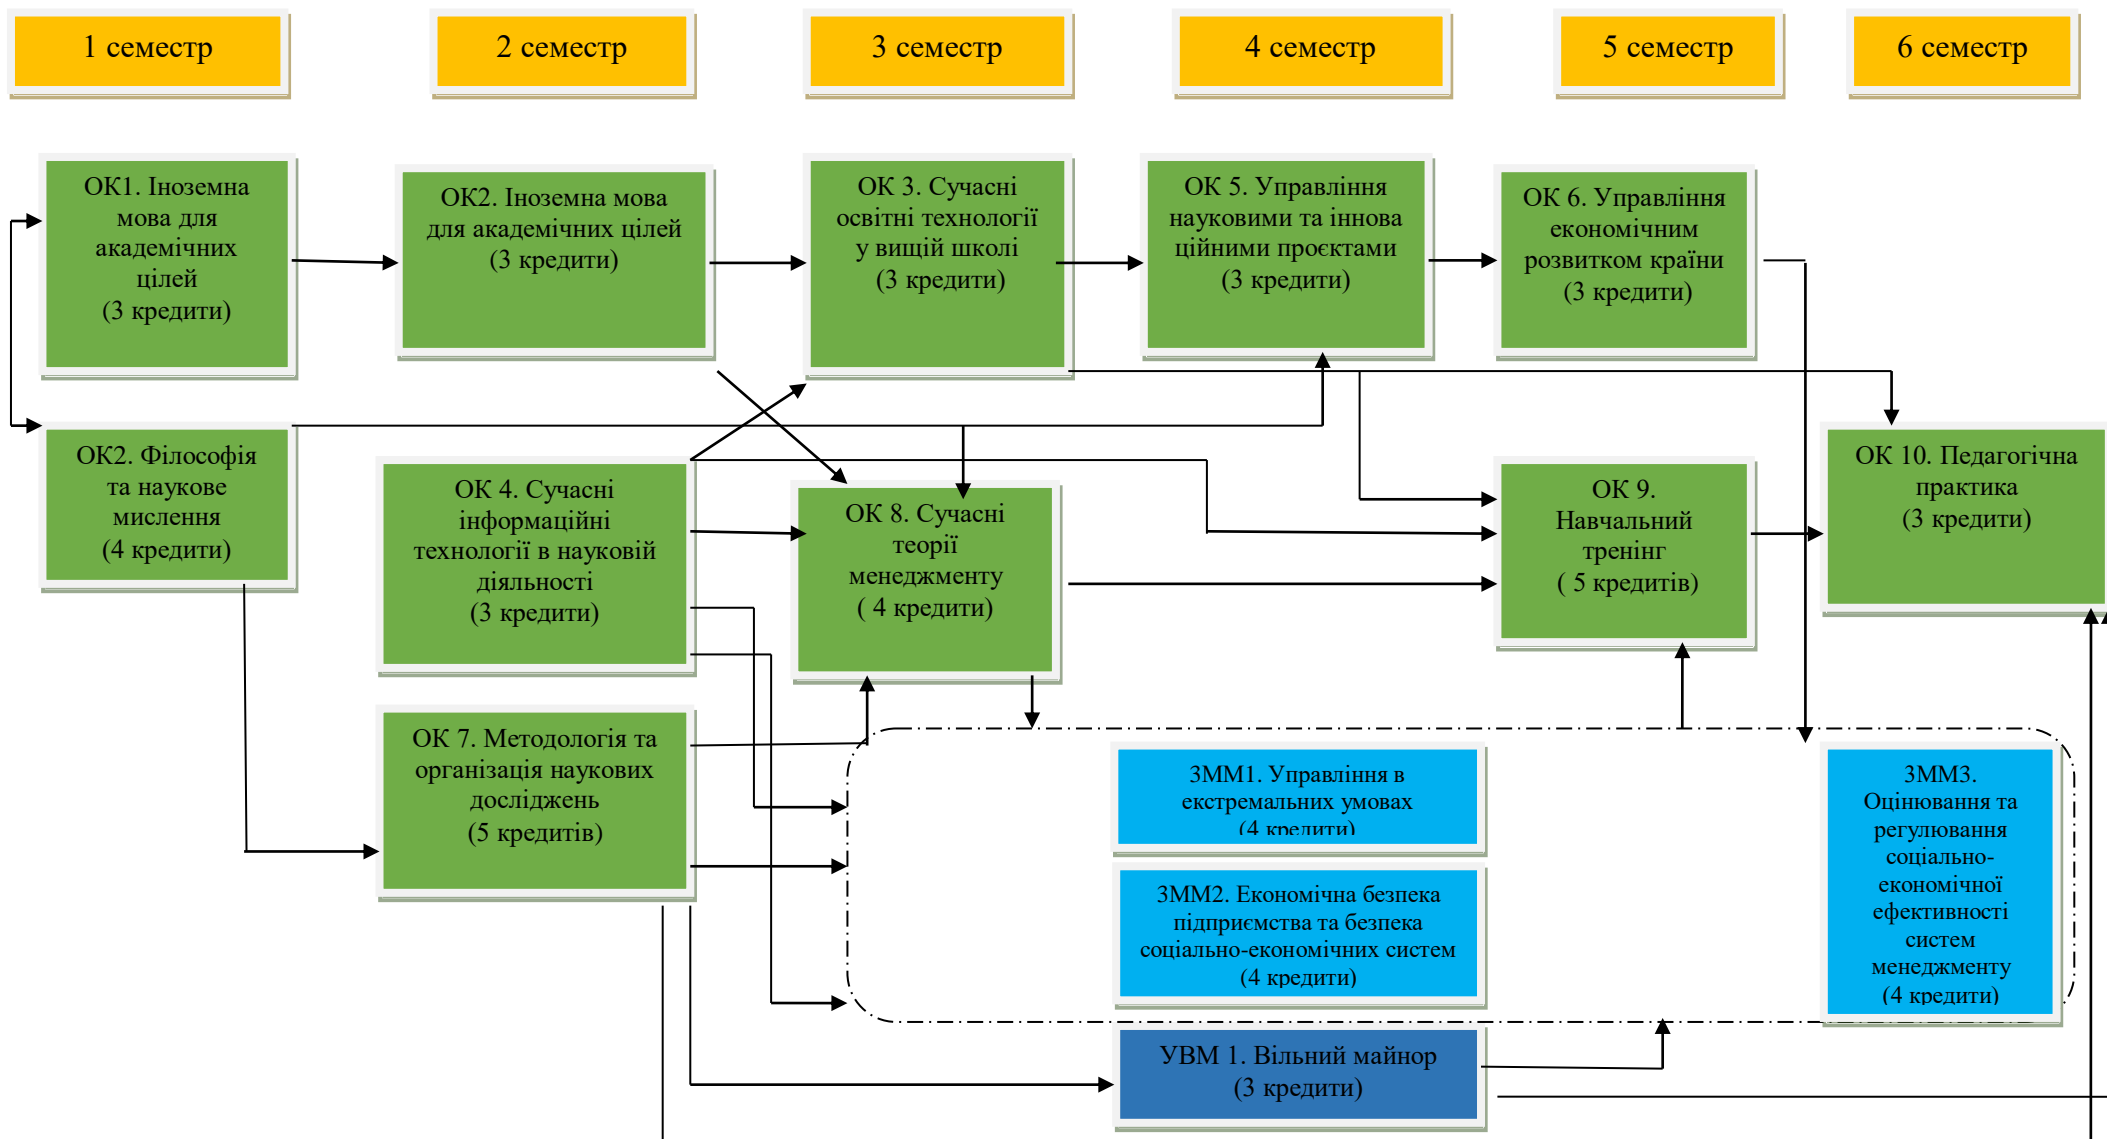 1 семестр
2 семестр
3 семестр
4 семестр
5 семестр
6 семестр
ОК1. Іноземна
мова для
академічних
цілей
(3 кредити)
ОК2. Іноземна мова
для академічних цілей
(3 кредити)
ОК 3. Сучасні
освітні технології
у вищій школі
(3 кредити)
ОК 5. Управління
науковими та іннова
ційними проєктами
(3 кредити)
ОК 6. Управління
економічним
розвитком країни
(3 кредити)
ОК2. Філософія
та наукове
мислення
(4 кредити)
ОК 4. Сучасні
інформаційні
технології в науковій
діяльності
(3 кредити)
ОК 8. Сучасні
теорії
менеджменту
( 4 кредити)
ОК 9.
Навчальний
тренінг
( 5 кредитів)
ОК 10. Педагогічна
практика
(3 кредити)
ОК 7. Методологія та
організація наукових
досліджень
(5 кредитів)
ЗММ1. Управління в
екстремальних умовах
(4 кредити)
ЗММ2. Економічна безпека
підприємства та безпека
соціально-економічних систем
(4 кредити)
ЗММ3.
Оцінювання та
регулювання
соціально-
економічної
ефективності
систем
менеджменту
(4 кредити)
УВМ 1. Вільний майнор
(3 кредити)